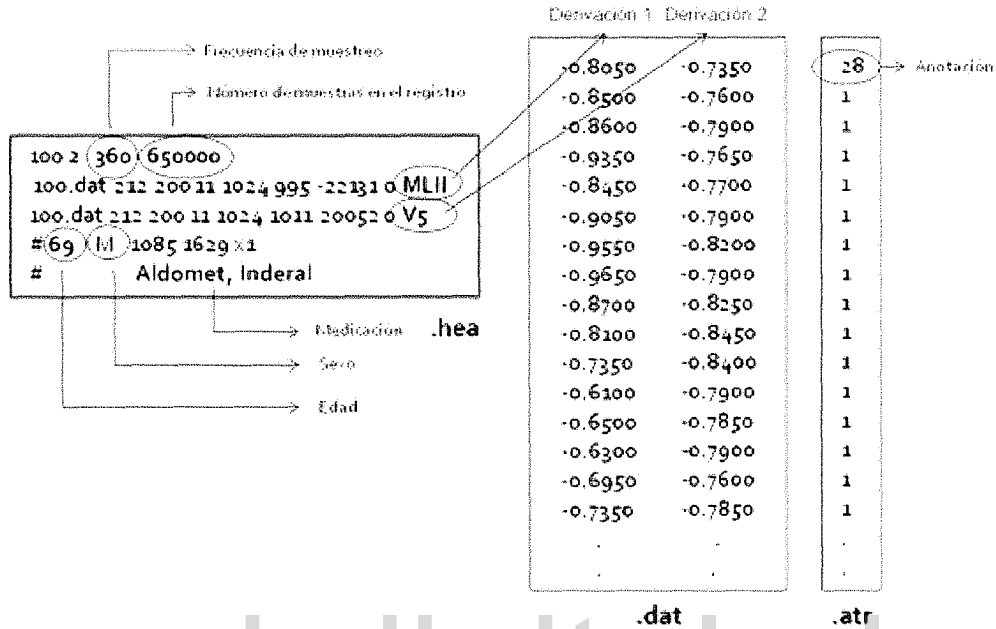 Derivación 1 Derivación 2
Frecuencia de muestreo
Número de muestras en el registro
100 2 360 650000
100.dat 212 200 11 1024 995 -22131 0 MLII
100.dat 212 200 11 1024 1011 20052 0 V5
# 69 M 1085 1629 x1
# Aldomet, Inderal
Medicación
.hea
Sexo
Edad
-0.8050 -0.7350 28 Anotación
-0.8500 -0.7600 1
-0.8600 -0.7900 1
-0.9350 -0.7650 1
-0.8450 -0.7700 1
-0.9050 -0.7900 1
-0.9550 -0.8200 1
-0.9650 -0.7900 1
-0.8700 -0.8250 1
-0.8100 -0.8450 1
-0.7350 -0.8400 1
-0.6100 -0.7900 1
-0.6500 -0.7850 1
-0.6300 -0.7900 1
-0.6950 -0.7600 1
-0.7350 -0.7850 1
. . .
. . .
.dat .atr